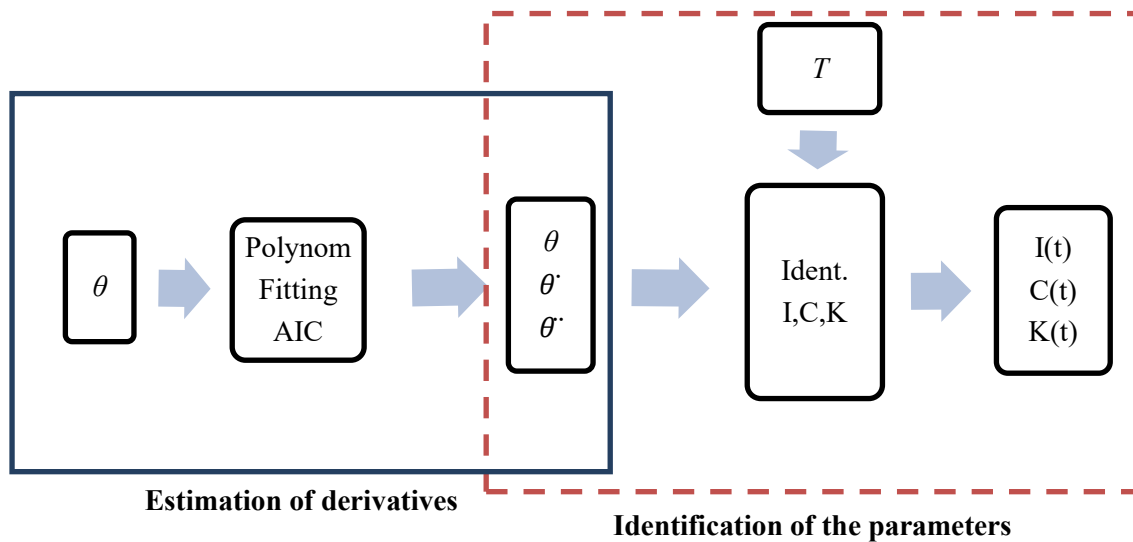 T
θ
Polynom
Fitting
AIC
θ
θ˙
θ¨
Ident.
I,C,K
I(t)
C(t)
K(t)
Estimation of derivatives
Identification of the parameters